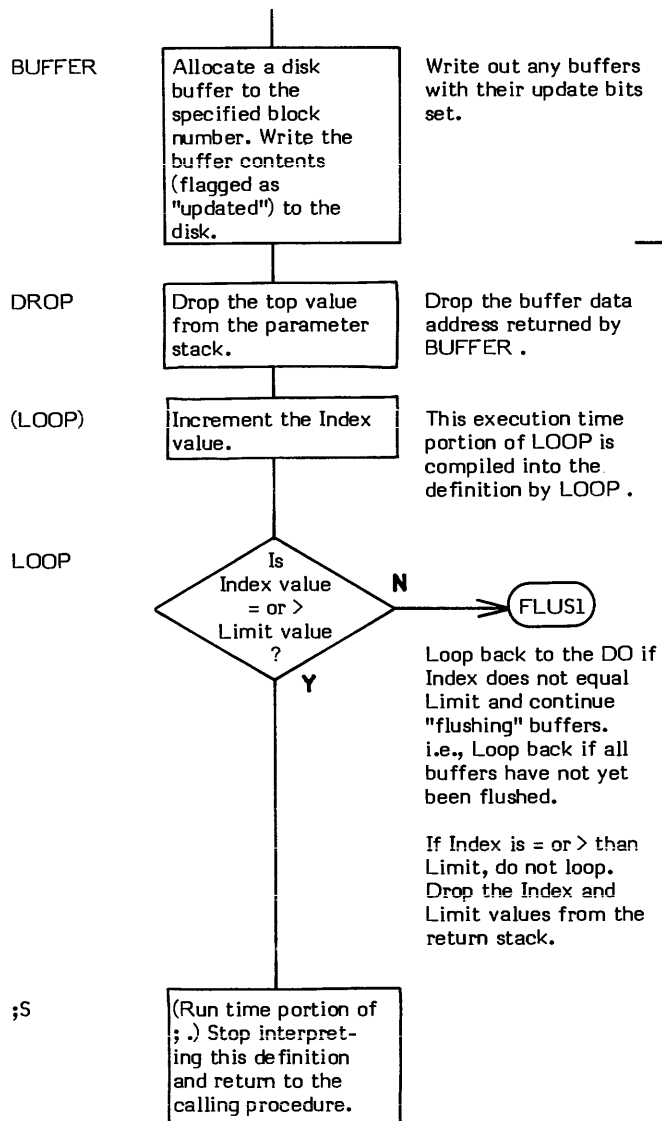 BUFFER
Allocate a disk
buffer to the
specified block
number. Write the
buffer contents
(flagged as
"updated") to the
disk.
Write out any buffers
with their update bits
set.
DROP
Drop the top value
from the parameter
stack.
Drop the buffer data
address returned by
BUFFER .
(LOOP)
Increment the Index
value.
This execution time
portion of LOOP is
compiled into the
definition by LOOP .
LOOP
Is
Index value
= or >
Limit value
?
N
FLUS1
Y
Loop back to the DO if
Index does not equal
Limit and continue
"flushing" buffers.
i.e., Loop back if all
buffers have not yet
been flushed.
If Index is = or > than
Limit, do not loop.
Drop the Index and
Limit values from the
return stack.
;S
(Run time portion of
; .) Stop interpret-
ing this definition
and return to the
calling procedure.